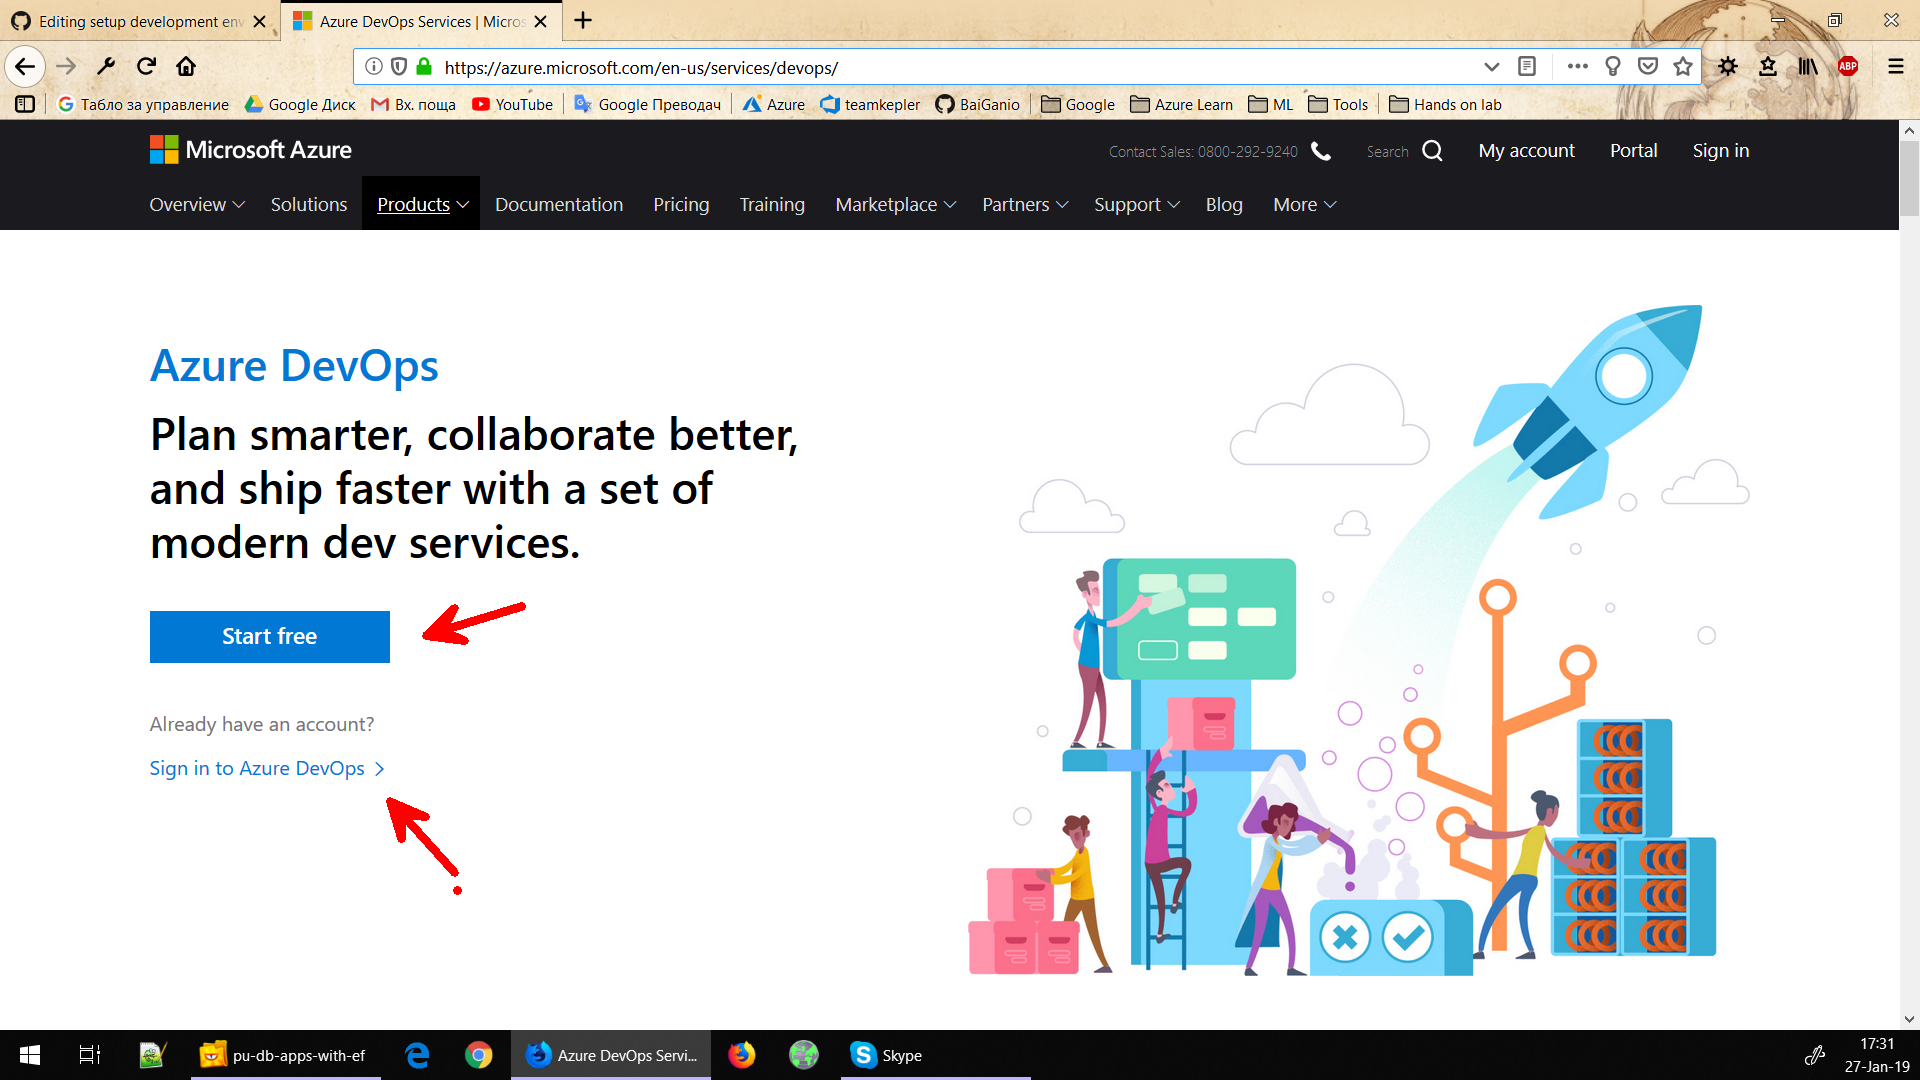 Editing setup development env
Azure DevOps Services | Micros
https://azure.microsoft.com/en-us/services/devops/
ABP
Табло за управление
Google Диск
Вх. поща
YouTube
Google Преводач
Azure
teamkepler
BaiGanio
Google
Azure Learn
ML
Tools
Hands on lab
Microsoft Azure
Contact Sales: 0800-292-9240
Search
My account
Portal
Sign in
Overview
Solutions
Products
Documentation
Pricing
Training
Marketplace
Partners
Support
Blog
More
Azure DevOps
Plan smarter, collaborate better,
and ship faster with a set of
modern dev services.
Start free
Already have an account?
Sign in to Azure DevOps
pu-db-apps-with-ef
Azure DevOps Servi...
Skype
17:31
27-Jan-19